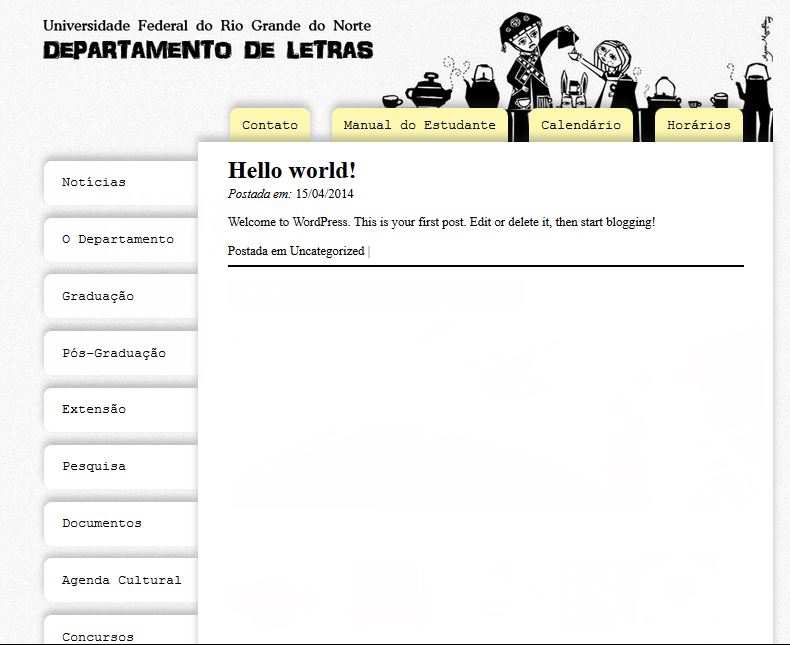 Universidade Federal do Rio Grande do Norte
DEPARTAMENTO DE LETRAS
Contato
Manual do Estudante
Calendário
Horários
Notícias
O Departamento
Graduação
Pós-Graduação
Extensão
Pesquisa
Documentos
Agenda Cultural
Concursos
Hello world!
Postada em: 15/04/2014
Welcome to WordPress. This is your first post. Edit or delete it, then start blogging!
Postada em Uncategorized |